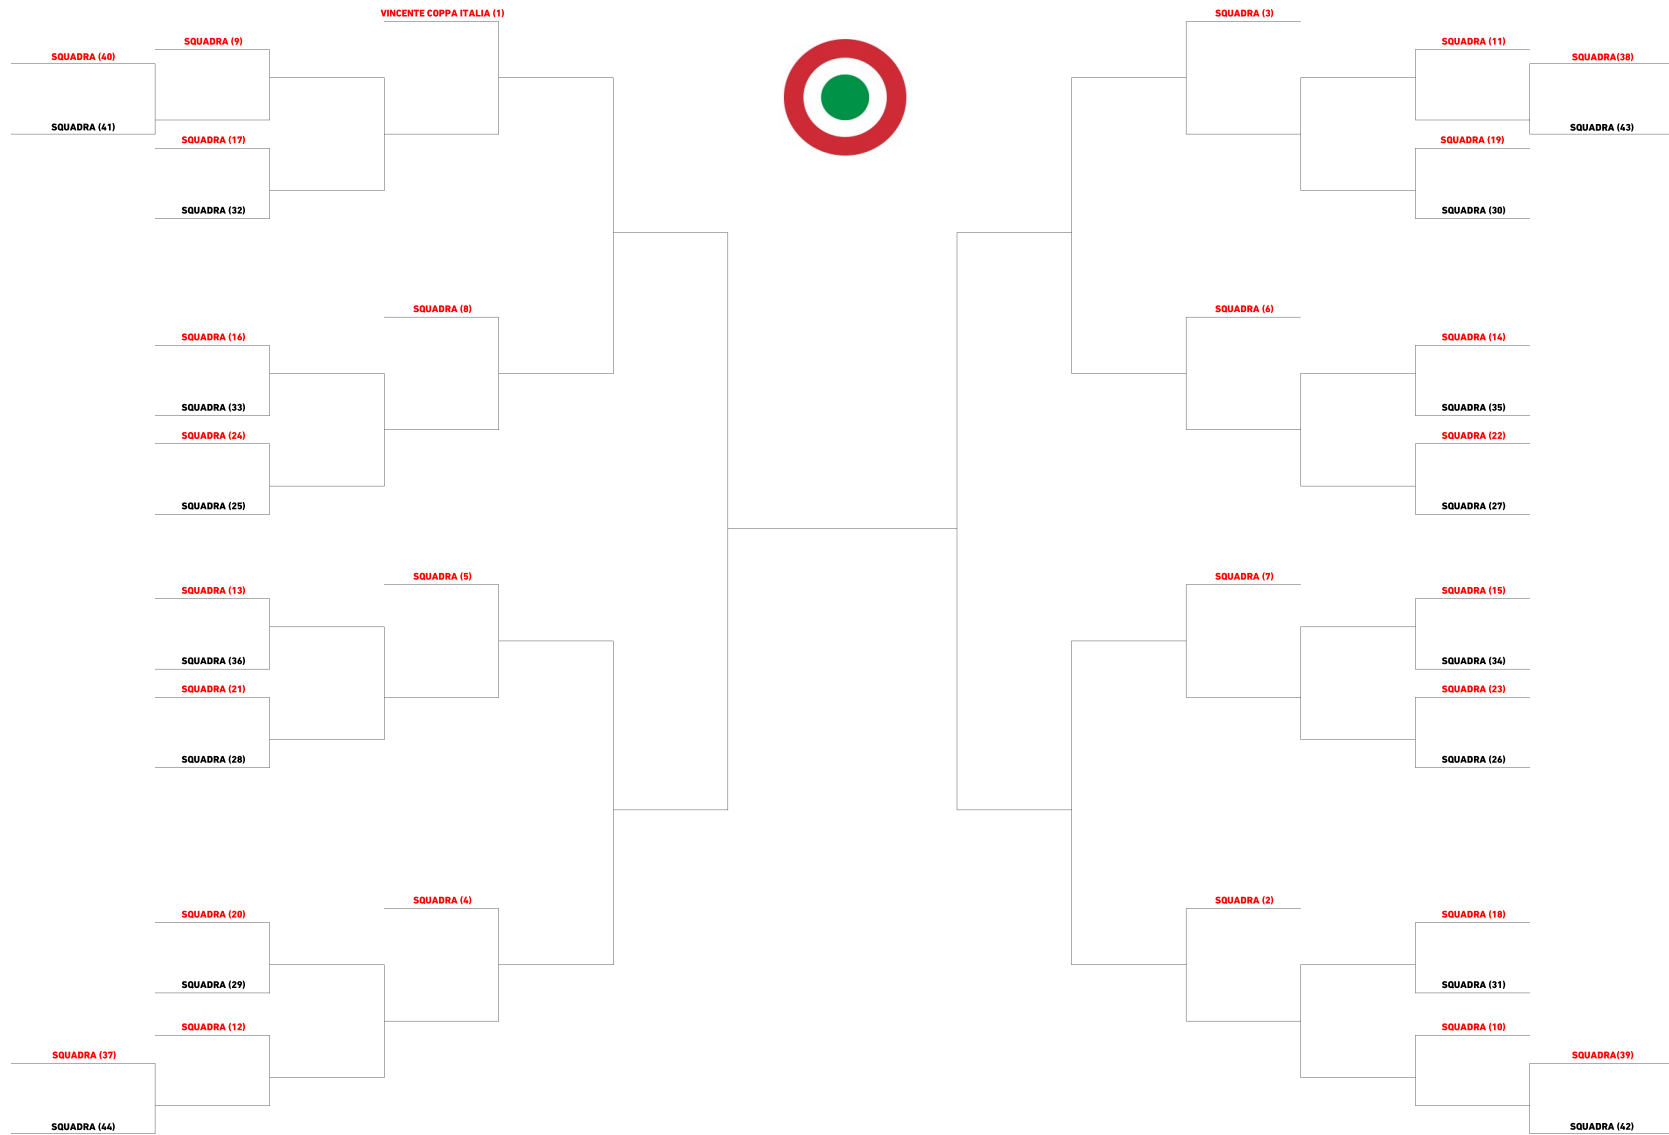 VINCENTE COPPA ITALIA (1)
SQUADRA (9)
SQUADRA (40)
SQUADRA (41)
SQUADRA (17)
SQUADRA (32)
SQUADRA (8)
SQUADRA (16)
SQUADRA (33)
SQUADRA (24)
SQUADRA (25)
SQUADRA (5)
SQUADRA (13)
SQUADRA (36)
SQUADRA (21)
SQUADRA (28)
SQUADRA (4)
SQUADRA (20)
SQUADRA (29)
SQUADRA (12)
SQUADRA (37)
SQUADRA (44)
SQUADRA (3)
SQUADRA (11)
SQUADRA(38)
SQUADRA (43)
SQUADRA (19)
SQUADRA (30)
SQUADRA (6)
SQUADRA (14)
SQUADRA (35)
SQUADRA (22)
SQUADRA (27)
SQUADRA (7)
SQUADRA (15)
SQUADRA (34)
SQUADRA (23)
SQUADRA (26)
SQUADRA (2)
SQUADRA (18)
SQUADRA (31)
SQUADRA (10)
SQUADRA(39)
SQUADRA (42)